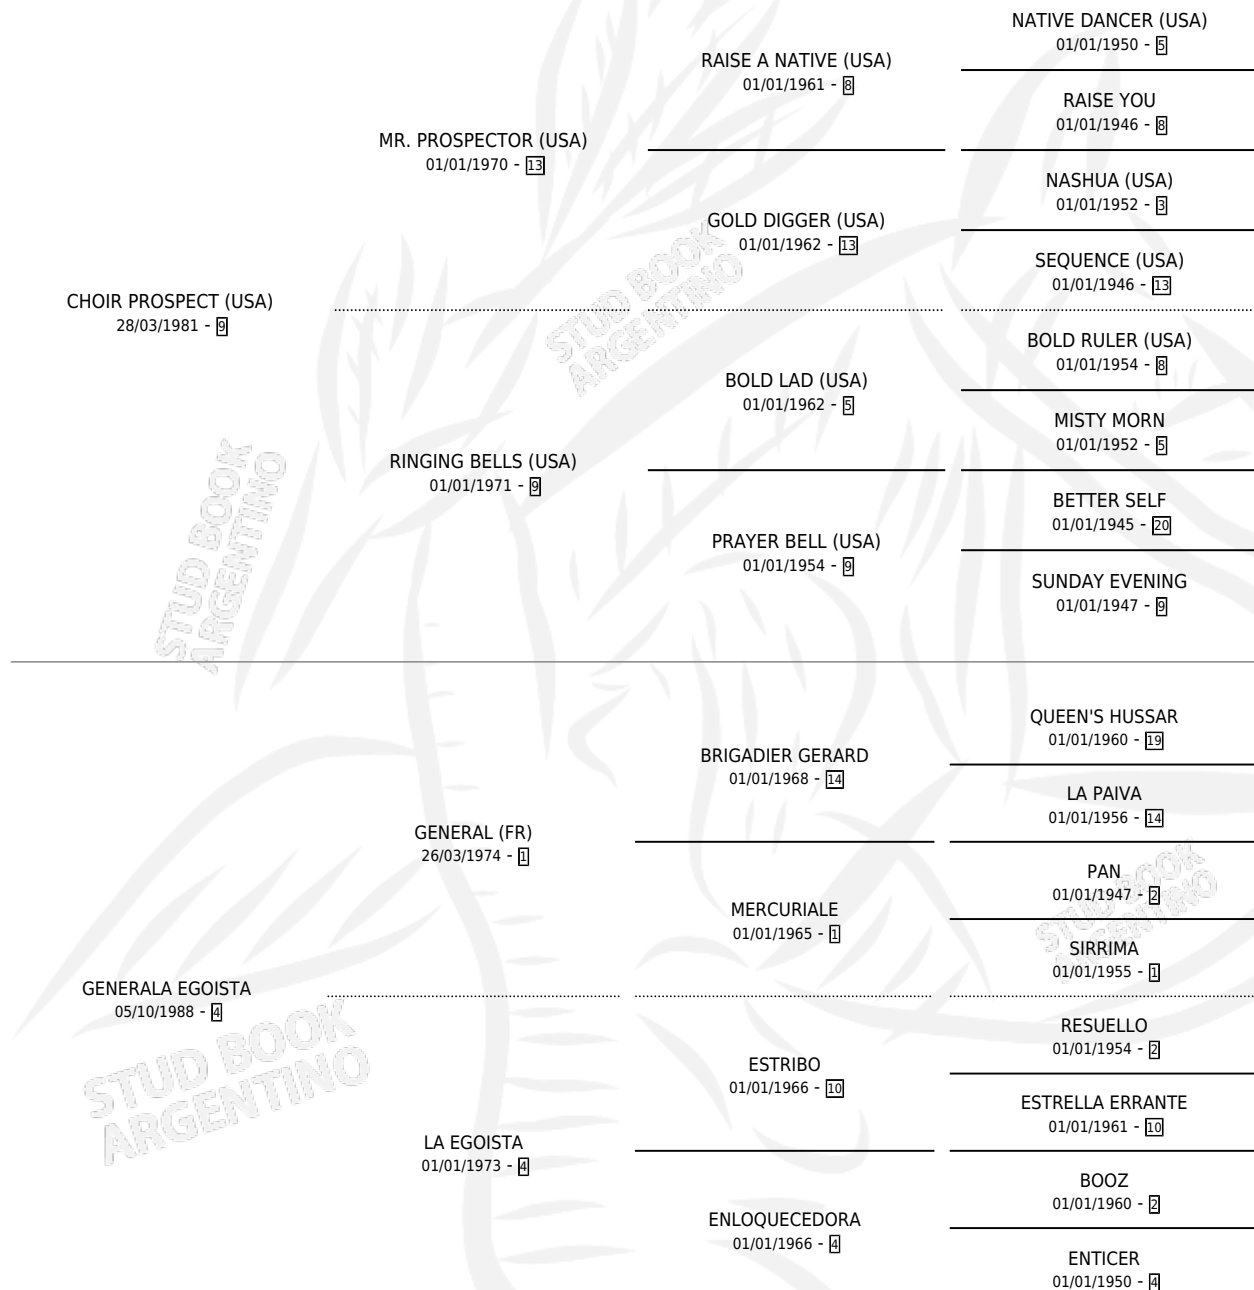 NATIVE DANCER (USA)
01/01/1950 - 5
RAISE A NATIVE (USA)
01/01/1961 - 8
RAISE YOU
01/01/1946 - 8
MR. PROSPECTOR (USA)
01/01/1970 - 13
NASHUA (USA)
01/01/1952 - 3
GOLD DIGGER (USA)
01/01/1962 - 13
SEQUENCE (USA)
01/01/1946 - 13
CHOIR PROSPECT (USA)
28/03/1981 - 9
BOLD RULER (USA)
01/01/1954 - 8
BOLD LAD (USA)
01/01/1962 - 5
MISTY MORN
01/01/1952 - 5
RINGING BELLS (USA)
01/01/1971 - 9
BETTER SELF
01/01/1945 - 20
PRAYER BELL (USA)
01/01/1954 - 9
SUNDAY EVENING
01/01/1947 - 9
QUEEN'S HUSSAR
01/01/1960 - 19
BRIGADIER GERARD
01/01/1968 - 14
LA PAIVA
01/01/1956 - 14
GENERAL (FR)
26/03/1974 - 1
PAN
01/01/1947 - 2
MERCURIALE
01/01/1965 - 1
SIRRIMA
01/01/1955 - 1
GENERALA EGOISTA
05/10/1988 - 4
RESUELLO
01/01/1954 - 2
ESTRIBO
01/01/1966 - 10
ESTRELLA ERRANTE
01/01/1961 - 10
LA EGOISTA
01/01/1973 - 4
BOOZ
01/01/1960 - 2
ENLOQUECEDORA
01/01/1966 - 4
ENTICER
01/01/1950 - 4
STUD BOOK
ARGENTINO
STUD BOOK
ARGENTINO
STUD BOOK
ARGENTINO
STUD BOOK
ARGENTINO